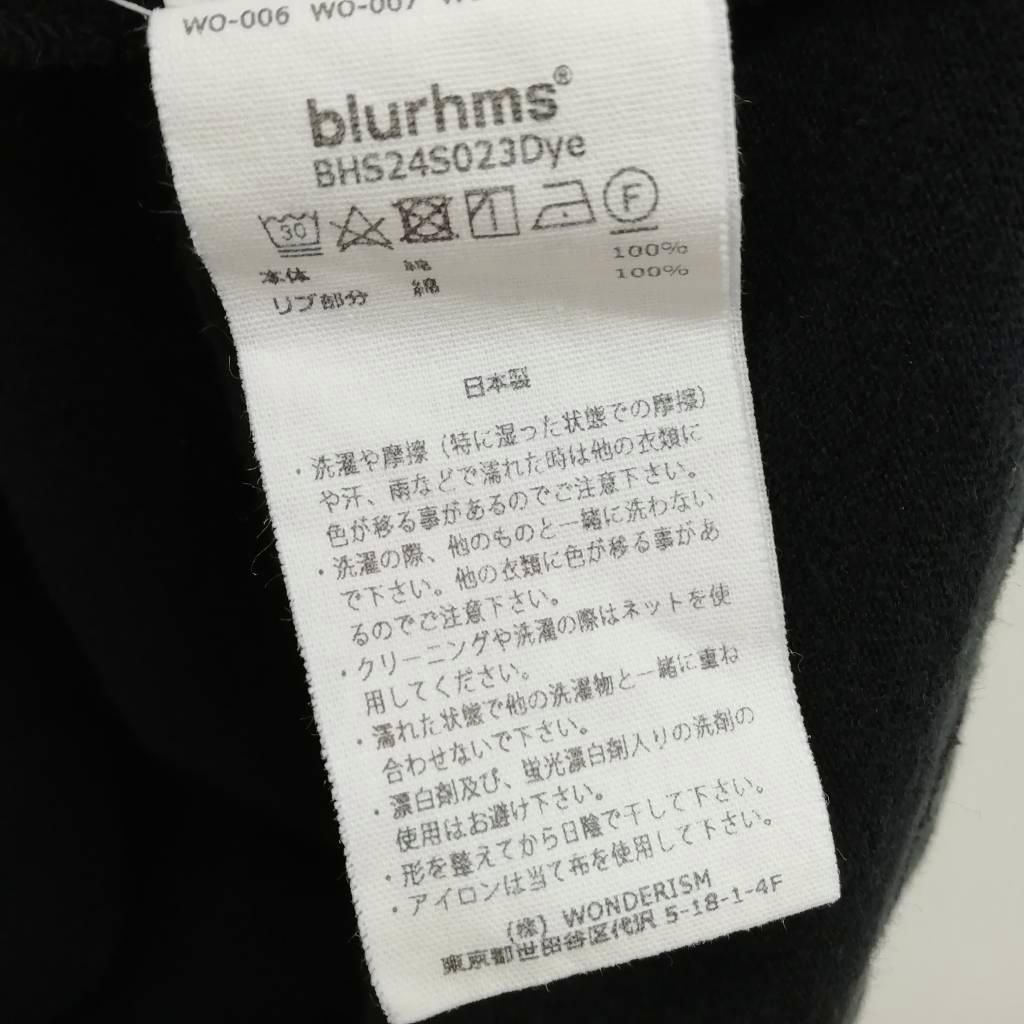 WO-006 WO-007
blurhms®
BHS24S023Dye
30 F
本体 綿 100%
リブ部分 綿 100%
日本製
・洗濯や摩擦（特に湿った状態での摩擦）
や汗、雨などで濡れた時は他の衣類に
色が移る事があるのでご注意下さい。
・洗濯の際、他のものと一緒に洗わない
で下さい。他の衣類に色が移る事があ
るのでご注意下さい。
・クリーニングや洗濯の際はネットを使
用してください。
・濡れた状態で他の洗濯物と一緒に重ね
合わせないで下さい。
・漂白剤及び、蛍光漂白剤入りの洗剤の
使用はお避け下さい。
・形を整えてから日陰で干して下さい。
・アイロンは当て布を使用して下さい。
（株）WONDERISM
東京都世田谷区代沢 5-18-1-4F